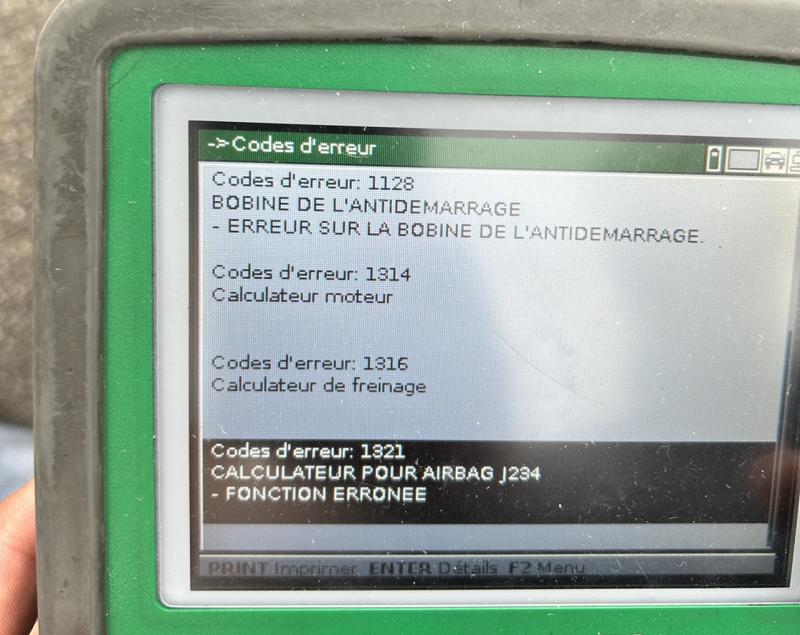 ->Codes d'erreur
Codes d'erreur: 1128
BOBINE DE L'ANTIDEMARRAGE
- ERREUR SUR LA BOBINE DE L'ANTIDEMARRAGE.
Codes d'erreur: 1314
Calculateur moteur
Codes d'erreur: 1316
Calculateur de freinage
Codes d'erreur: 1321
CALCULATEUR POUR AIRBAG J234
- FONCTION ERRONEE
PRINT Imprimer ENTER Détails F2 Menu